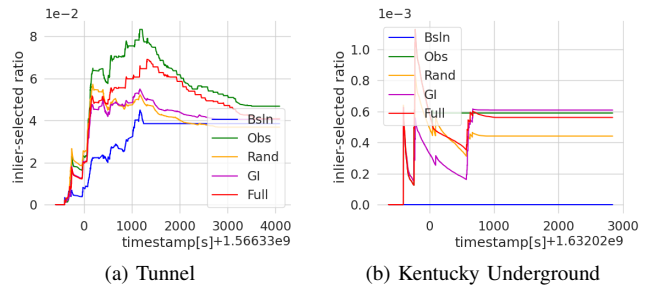 1e−2
8
6
4
2
0
inlier-selected ratio
Bsln
Obs
Rand
GI
Full
0
1000
2000
3000
4000
timestamp[s]+1.56633e9
(a) Tunnel
1e−3
1.0
0.8
0.6
0.4
0.2
0.0
inlier-selected ratio
Bsln
Obs
Rand
GI
Full
0
1000
2000
3000
timestamp[s]+1.63202e9
(b) Kentucky Underground